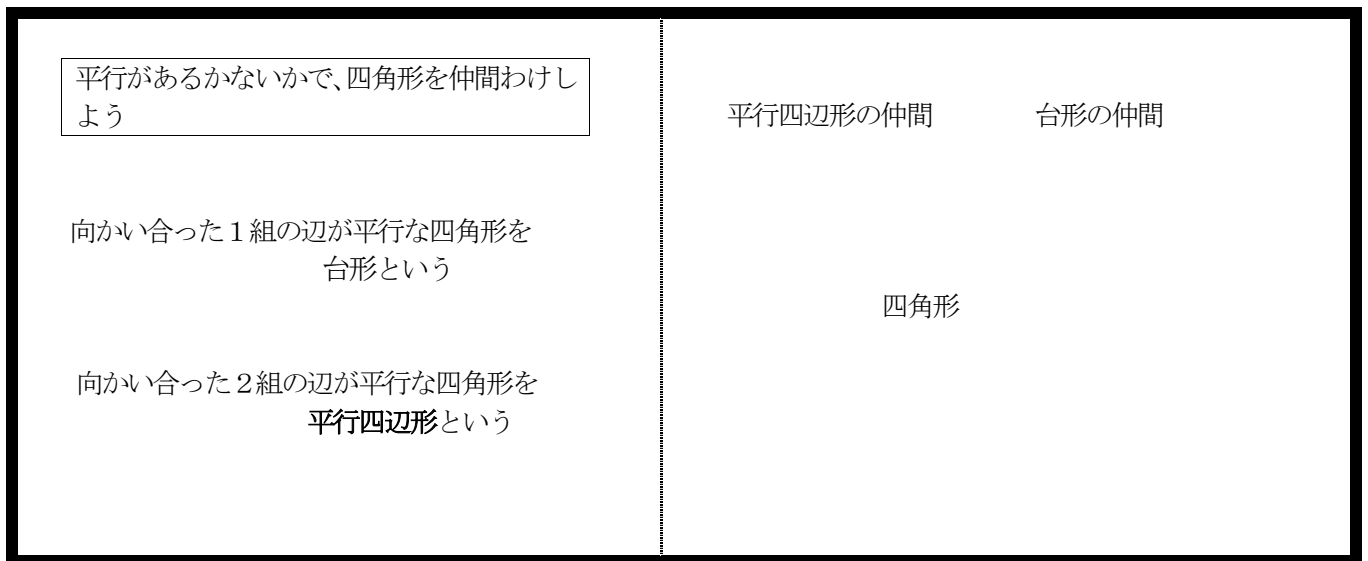 平行があるかないかで、四角形を仲間わけし
よう
向かい合った１組の辺が平行な四角形を
台形という
向かい合った２組の辺が平行な四角形を
平行四辺形という
平行四辺形の仲間　　　　台形の仲間
四角形